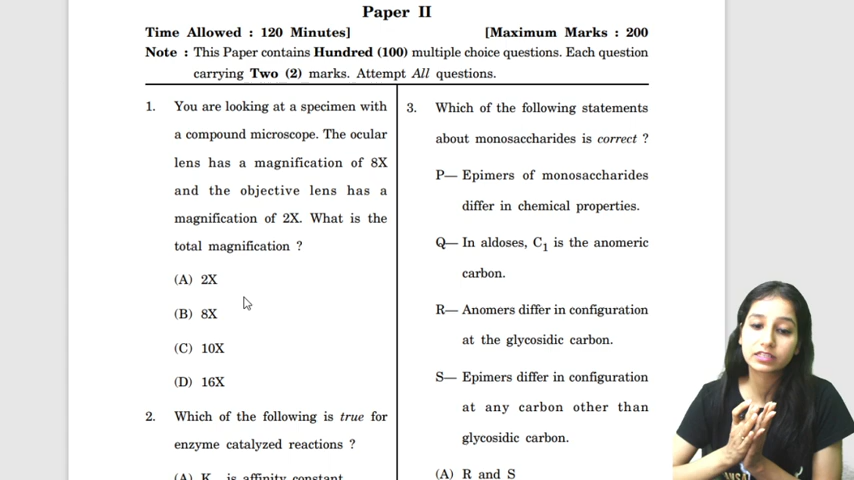 Paper II
Time Allowed : 120 Minutes] [Maximum Marks : 200
Note : This Paper contains Hundred (100) multiple choice questions. Each question
carrying Two (2) marks. Attempt All questions.
1. You are looking at a specimen with
a compound microscope. The ocular
lens has a magnification of 8X
and the objective lens has a
magnification of 2X. What is the
total magnification ?
(A) 2X
(B) 8X
(C) 10X
(D) 16X
2. Which of the following is true for
enzyme catalyzed reactions ?
(A) K is affinity constant
3. Which of the following statements
about monosaccharides is correct ?
P— Epimers of monosaccharides
differ in chemical properties.
Q— In aldoses, C1 is the anomeric
carbon.
R— Anomers differ in configuration
at the glycosidic carbon.
S— Epimers differ in configuration
at any carbon other than
glycosidic carbon.
(A) R and S